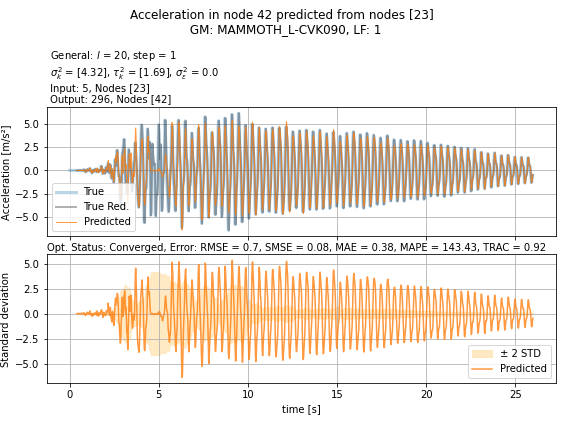 Acceleration in node 42 predicted from nodes [23]
GM: MAMMOTH_L-CVK090, LF: 1
General: l = 20, step = 1
σ²ₖ = [4.32], τ²ₖ = [1.69], σ²ε = 0.0
Input: 5, Nodes [23]
Output: 296, Nodes [42]
Acceleration [m/s²]
5.0
2.5
0.0
−2.5
−5.0
True
True Red.
Predicted
Opt. Status: Converged, Error: RMSE = 0.7, SMSE = 0.08, MAE = 0.38, MAPE = 143.43, TRAC = 0.92
Standard deviation
5.0
2.5
0.0
−2.5
−5.0
± 2 STD
Predicted
0 5 10 15 20 25
time [s]